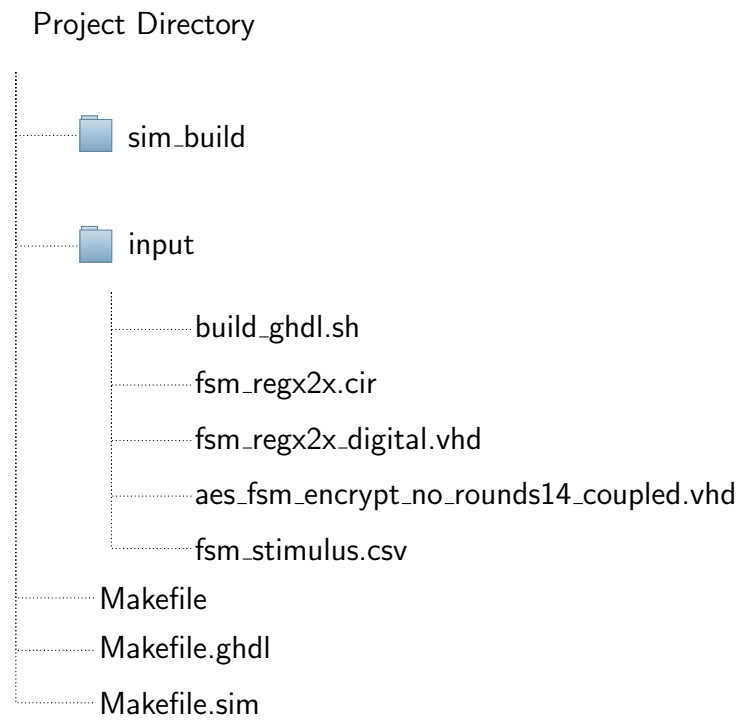 Project Directory
sim_build
input
build_ghdl.sh
fsm_regx2x.cir
fsm_regx2x_digital.vhd
aes_fsm_encrypt_no_rounds14_coupled.vhd
fsm_stimulus.csv
Makefile
Makefile.ghdl
Makefile.sim